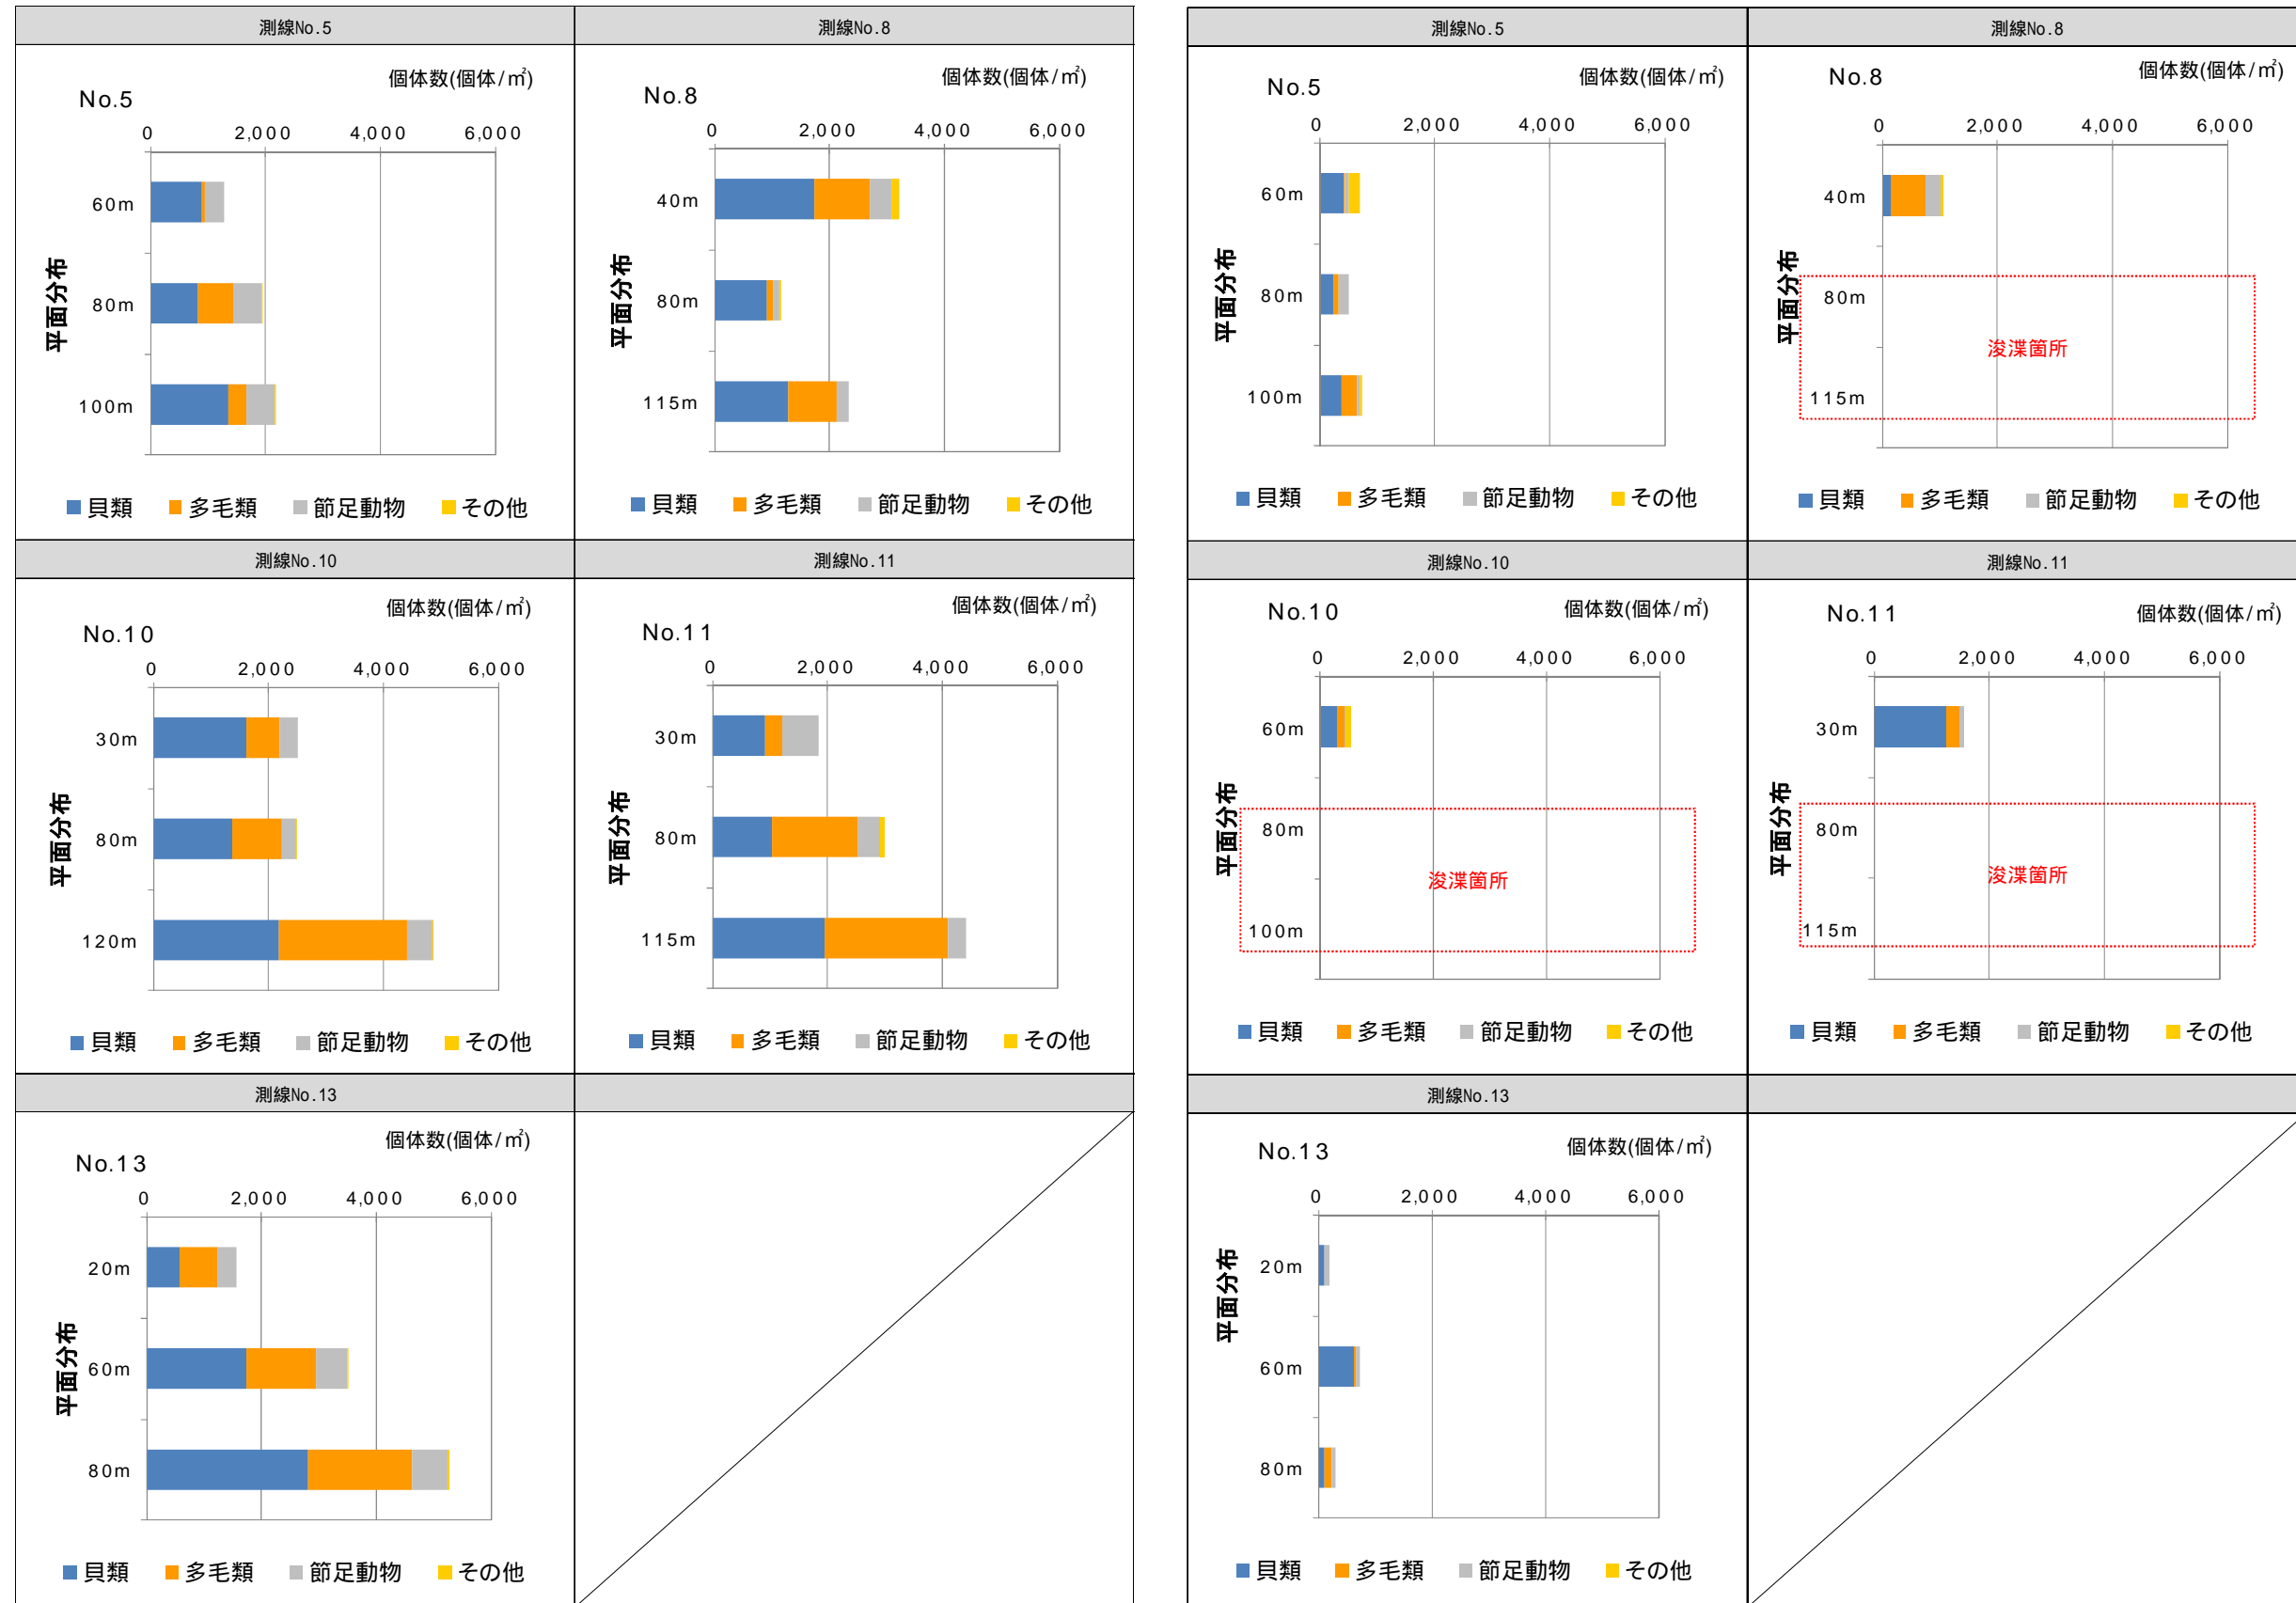 測線No.5
個体数(個体/㎡)
No.5
0 2,000 4,000 6,000
平面分布
60m
80m
100m
貝類 多毛類 節足動物 その他
測線No.8
個体数(個体/㎡)
No.8
0 2,000 4,000 6,000
平面分布
40m
80m
115m
貝類 多毛類 節足動物 その他
測線No.10
個体数(個体/㎡)
No.10
0 2,000 4,000 6,000
平面分布
30m
80m
120m
貝類 多毛類 節足動物 その他
測線No.11
個体数(個体/㎡)
No.11
0 2,000 4,000 6,000
平面分布
30m
80m
115m
貝類 多毛類 節足動物 その他
測線No.13
個体数(個体/㎡)
No.13
0 2,000 4,000 6,000
平面分布
20m
60m
80m
貝類 多毛類 節足動物 その他
測線No.5
個体数(個体/㎡)
No.5
0 2,000 4,000 6,000
平面分布
60m
80m
100m
貝類 多毛類 節足動物 その他
測線No.8
個体数(個体/㎡)
No.8
0 2,000 4,000 6,000
平面分布
40m
80m
浚渫箇所
115m
貝類 多毛類 節足動物 その他
測線No.10
個体数(個体/㎡)
No.10
0 2,000 4,000 6,000
平面分布
60m
80m
浚渫箇所
100m
貝類 多毛類 節足動物 その他
測線No.11
個体数(個体/㎡)
No.11
0 2,000 4,000 6,000
平面分布
30m
80m
浚渫箇所
115m
貝類 多毛類 節足動物 その他
測線No.13
個体数(個体/㎡)
No.13
0 2,000 4,000 6,000
平面分布
20m
60m
80m
貝類 多毛類 節足動物 その他